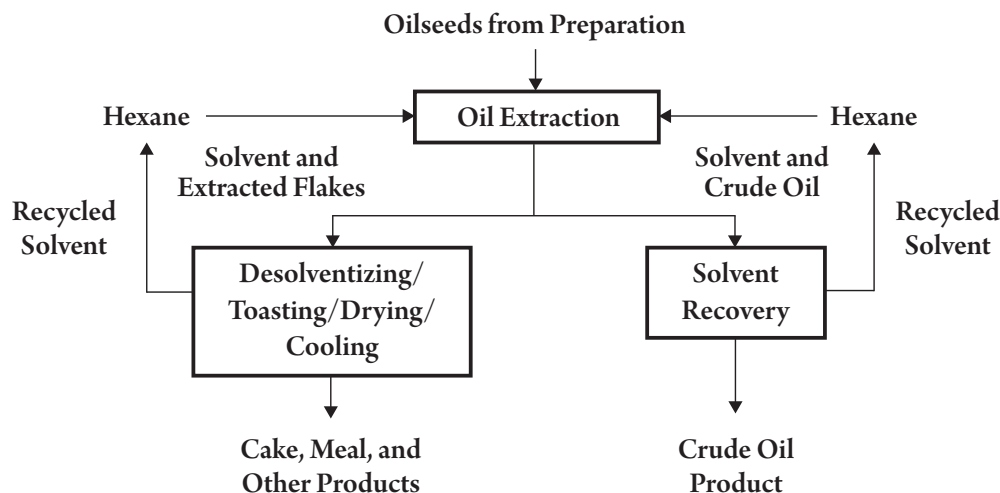 Oilseeds from Preparation
Hexane
Oil Extraction
Hexane
Solvent and
Extracted Flakes
Solvent and
Crude Oil
Recycled
Solvent
Recycled
Solvent
Desolventizing/
Toasting/Drying/
Cooling
Solvent
Recovery
Cake, Meal, and
Other Products
Crude Oil
Product